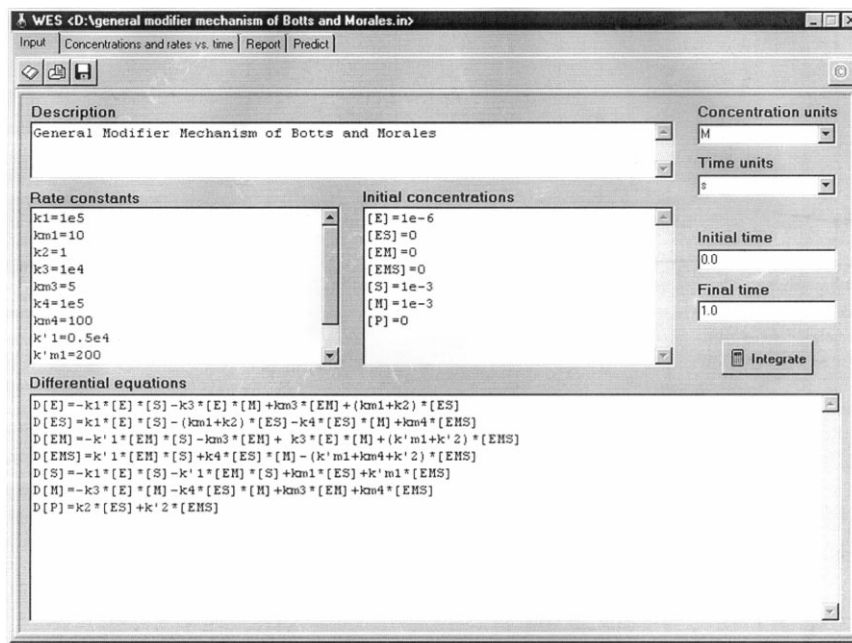 WES <D:\general modifier mechanism of Botts and Morales.in>
Input Concentrations and rates vs. time Report Predict
Description
General Modifier Mechanism of Botts and Morales
Concentration units
M
Time units
s
Rate constants
k1=1e5
km1=10
k2=1
k3=1e4
km3=5
k4=1e5
km4=100
k'1=0.5e4
k'm1=200
Initial concentrations
[E]=1e-6
[ES]=0
[EM]=0
[EMS]=0
[S]=1e-3
[M]=1e-3
[P]=0
Initial time
0.0
Final time
1.0
Integrate
Differential equations
D[E]=-k1*[E]*[S]-k3*[E]*[M]+km3*[EM]+(km1+k2)*[ES]
D[ES]=k1*[E]*[S]-(km1+k2)*[ES]-k4*[ES]*[M]+km4*[EMS]
D[EM]=-k'1*[EM]*[S]-km3*[EM]+ k3*[E]*[M]+(k'm1+k'2)*[EMS]
D[EMS]=k'1*[EM]*[S]+k4*[ES]*[M]-(k'm1+km4+k'2)*[EMS]
D[S]=-k1*[E]*[S]-k'1*[EM]*[S]+km1*[ES]+k'm1*[EMS]
D[M]=-k3*[E]*[M]-k4*[ES]*[M]+km3*[EM]+km4*[EMS]
D[P]=k2*[ES]+k'2*[EMS]